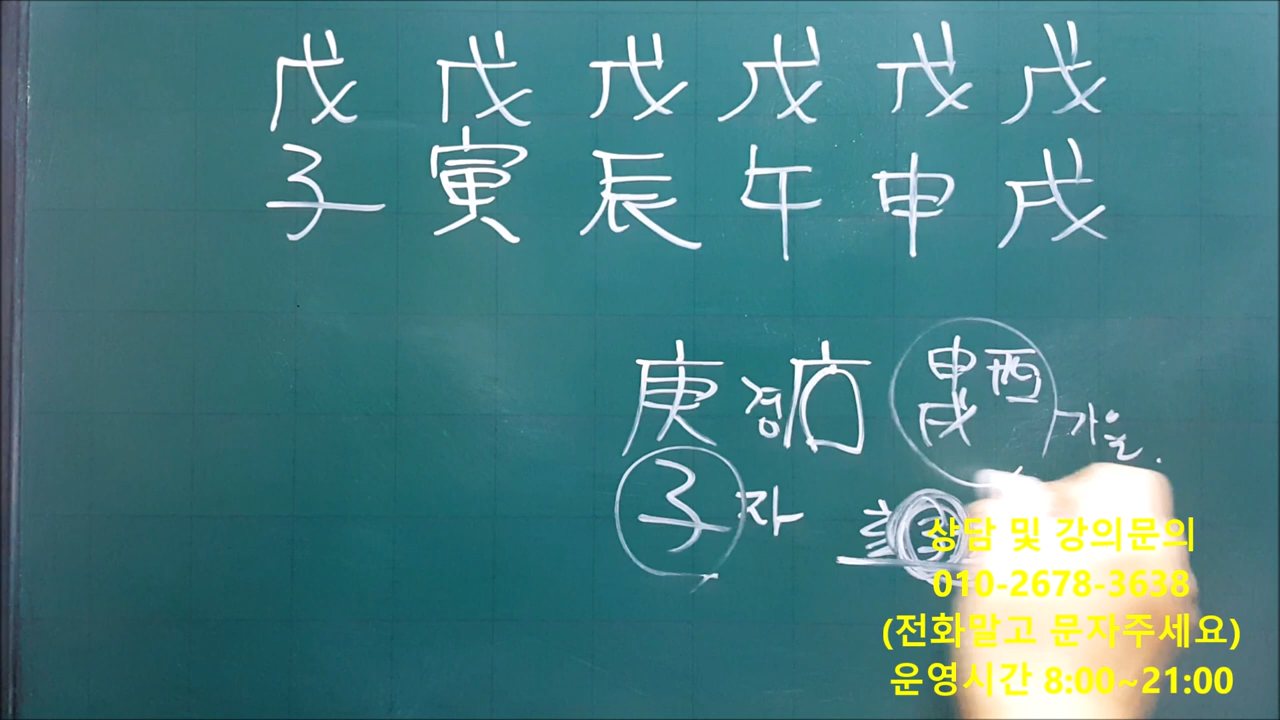 戊 戊 戊 戊 戊 戊
子 寅 辰 午 申 戌
庚 경 申 酉
戌 가을.
子 자
상담 및 강의문의
010-2678-3638
(전화말고 문자주세요)
운영시간 8:00~21:00